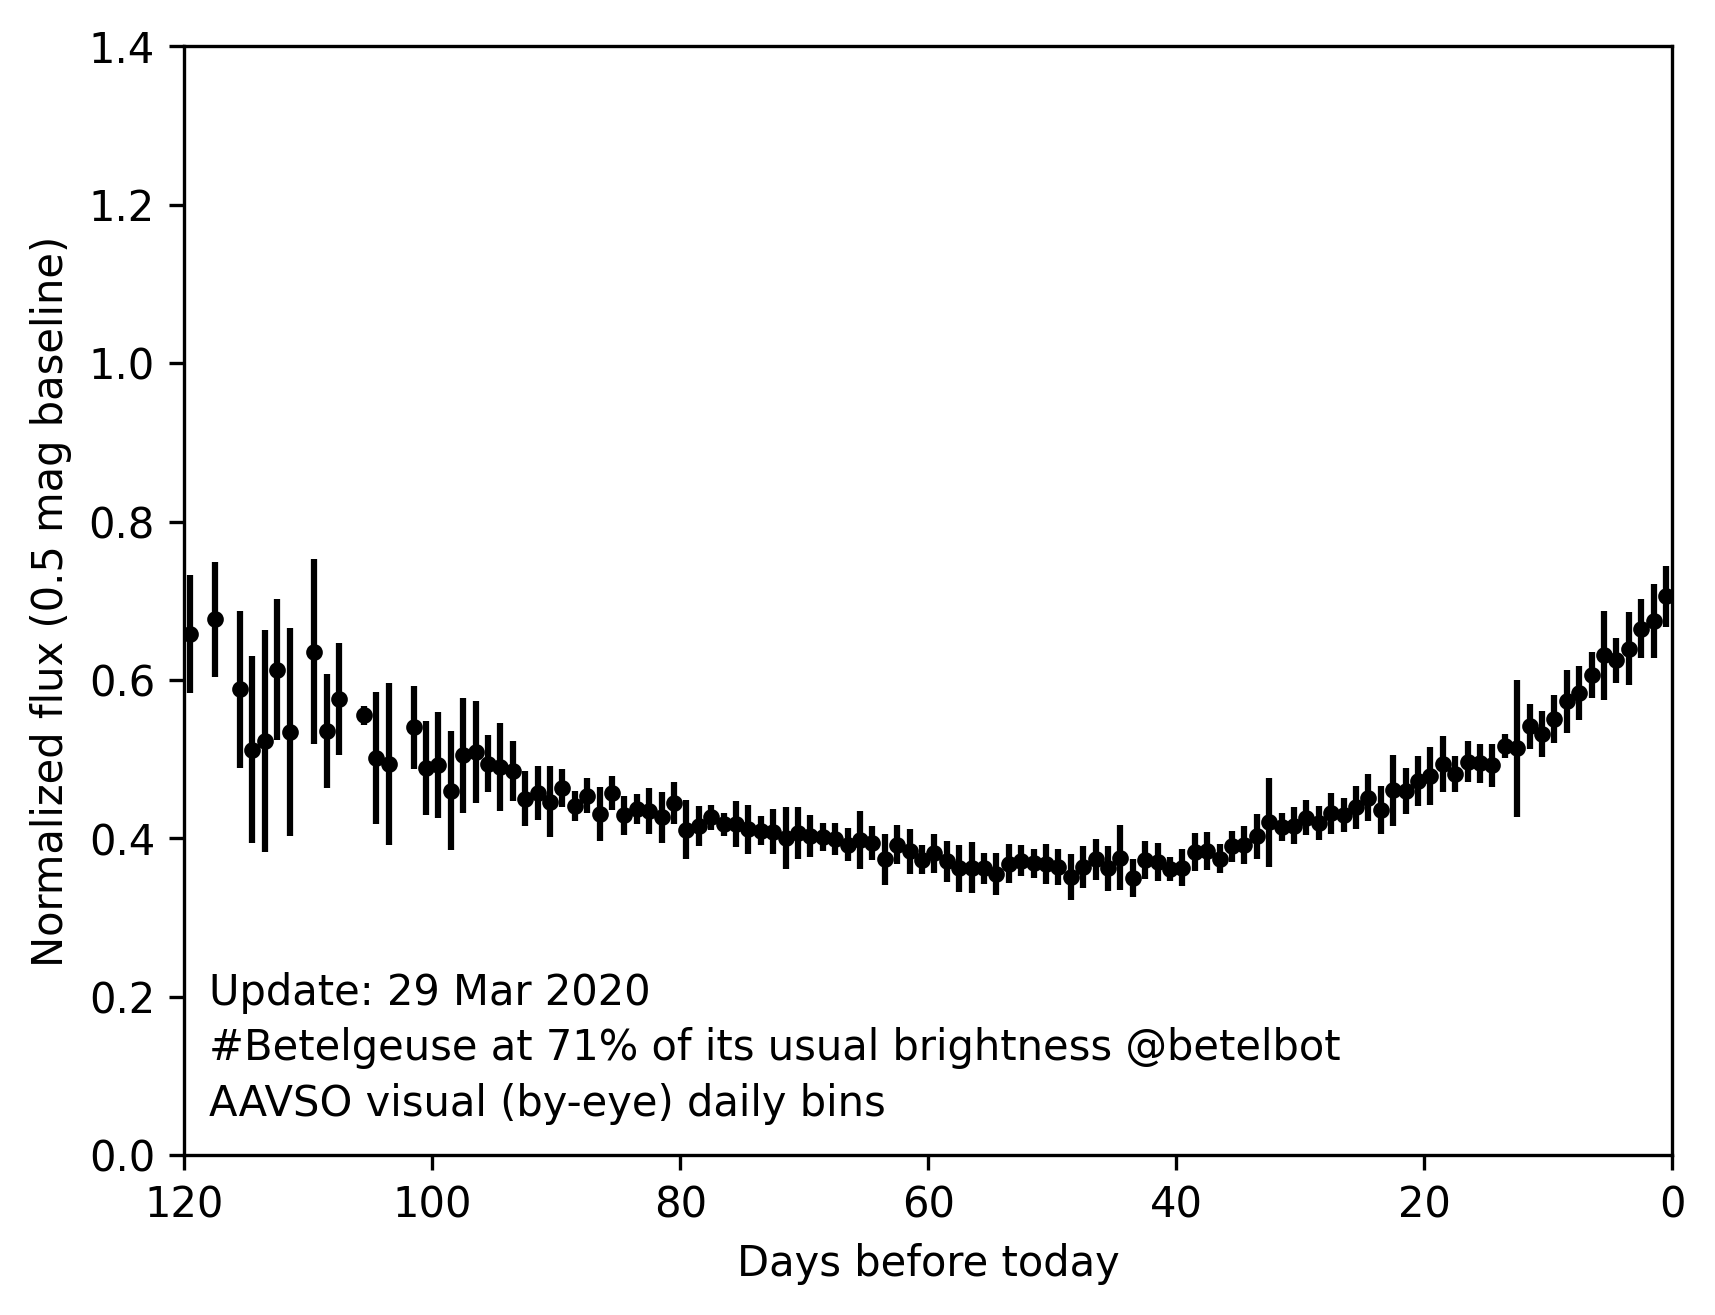 1.4
1.2
1.0
0.8
0.6
0.4
0.2
0.0
Normalized flux (0.5 mag baseline)
Update: 29 Mar 2020
#Betelgeuse at 71% of its usual brightness @betelbot
AAVSO visual (by-eye) daily bins
120 100 80 60 40 20 0
Days before today